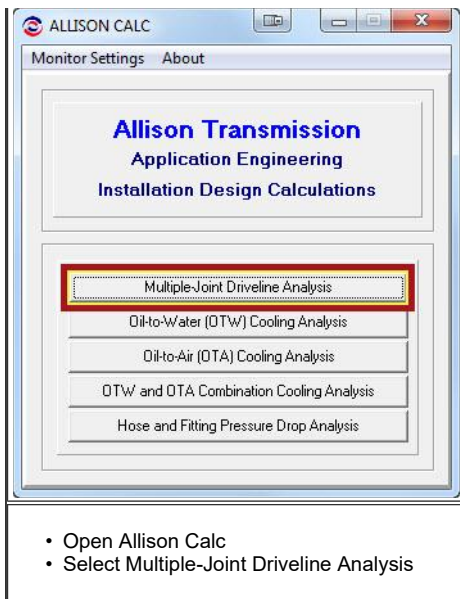 ALLISON CALC
Monitor Settings About
Allison Transmission
Application Engineering
Installation Design Calculations
Multiple-Joint Driveline Analysis
Oil-to-Water (OTW) Cooling Analysis
Oil-to-Air (OTA) Cooling Analysis
OTW and OTA Combination Cooling Analysis
Hose and Fitting Pressure Drop Analysis
• Open Allison Calc
• Select Multiple-Joint Driveline Analysis